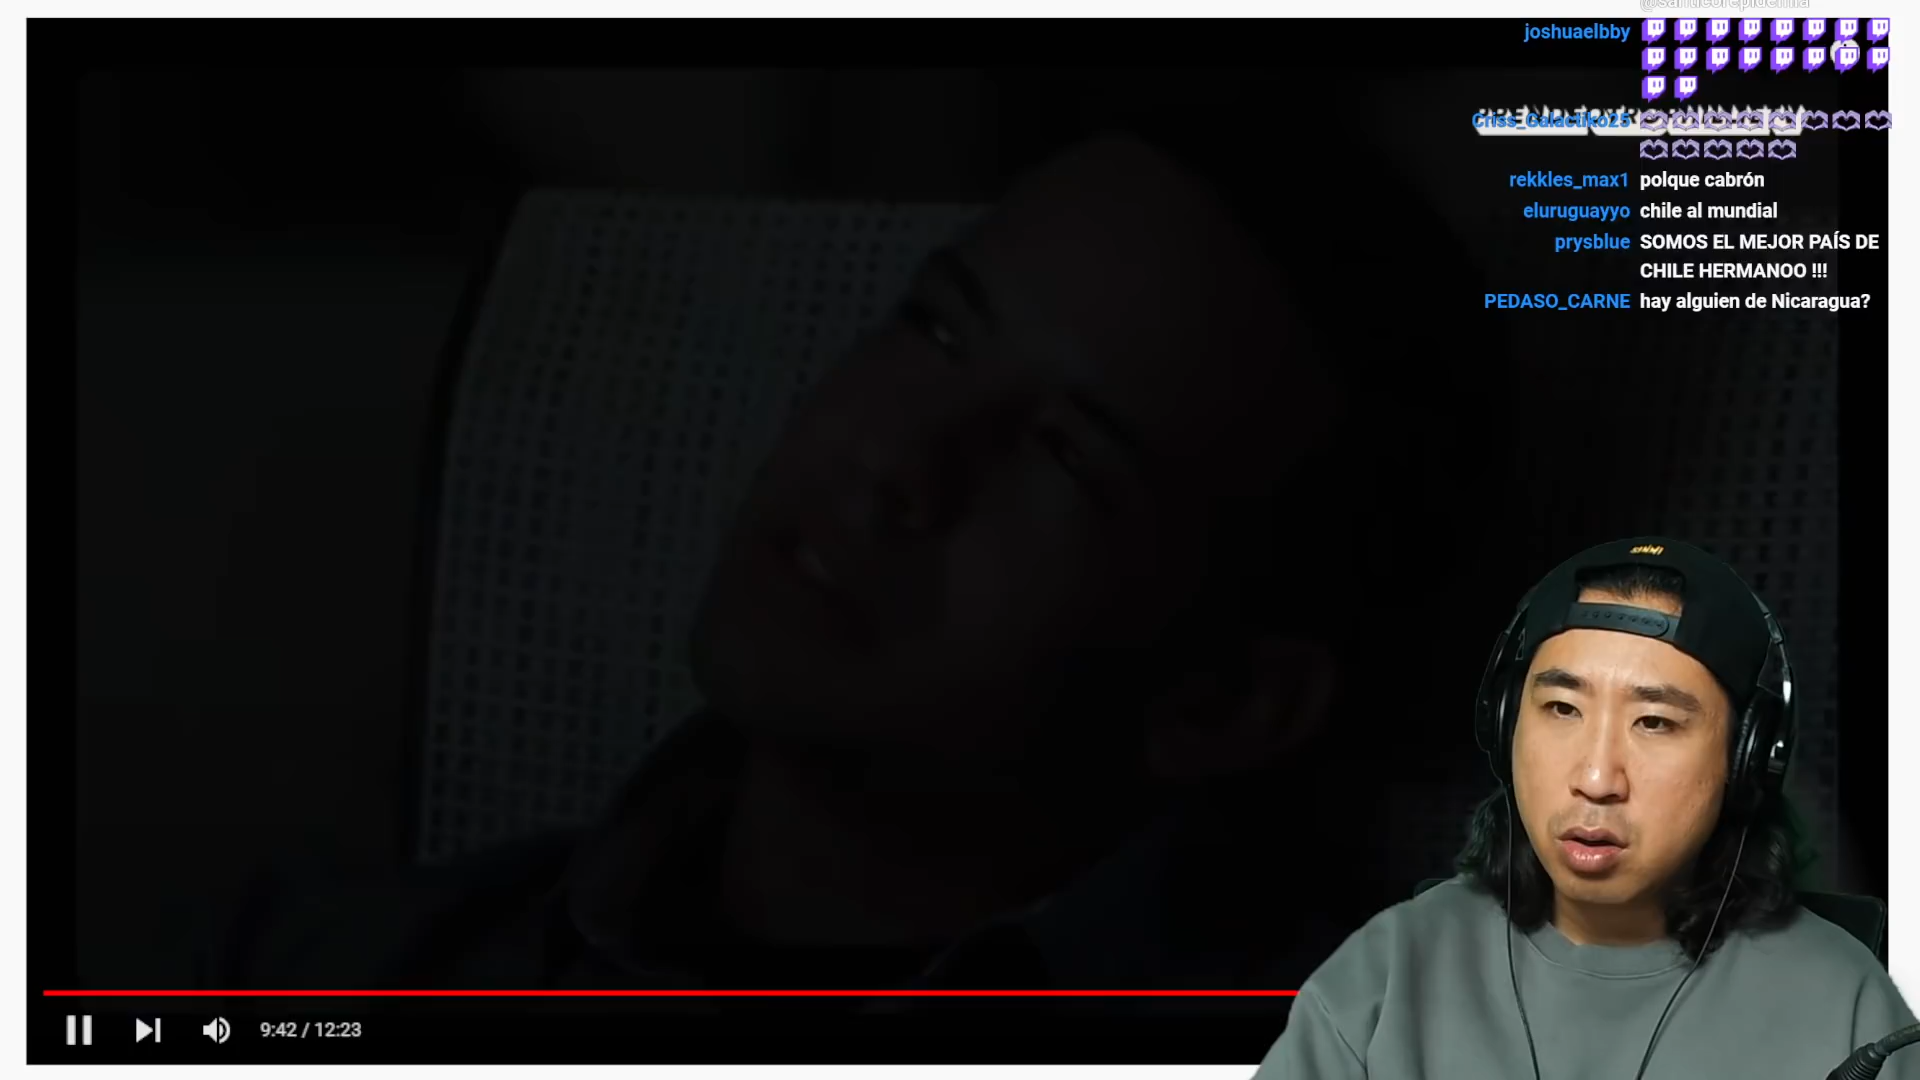 joshuaelbby
Criss_Galactiko25
rekkles_max1 polque cabrón
eluruguayyo chile al mundial
prysblue SOMOS EL MEJOR PAÍS DE
CHILE HERMANOO !!!
PEDASO_CARNE hay alguien de Nicaragua?
9:42 / 12:23